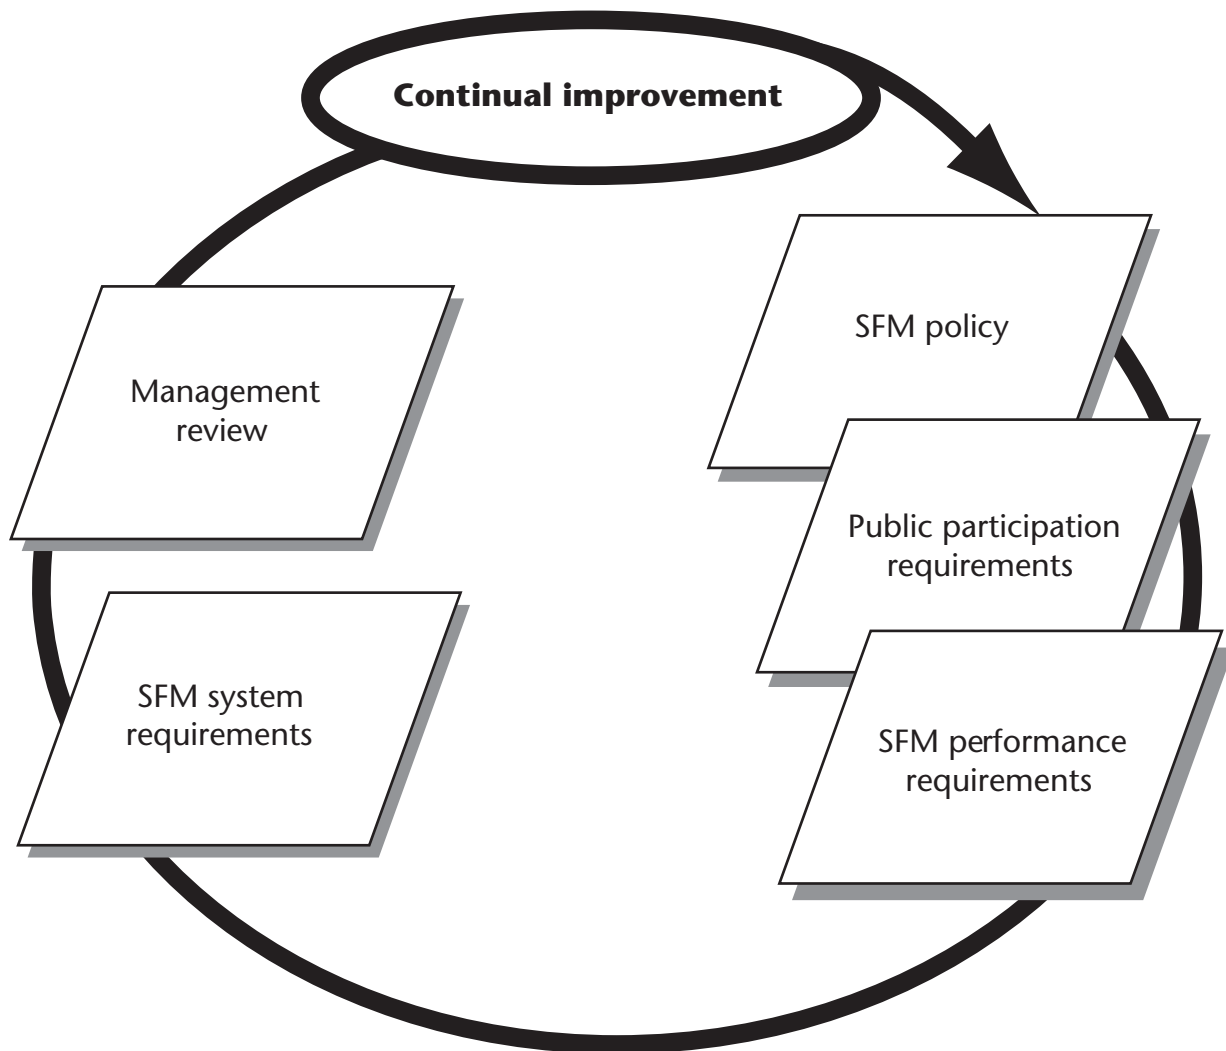 Continual improvement
SFM policy
Management
review
Public participation
requirements
SFM system
requirements
SFM performance
requirements